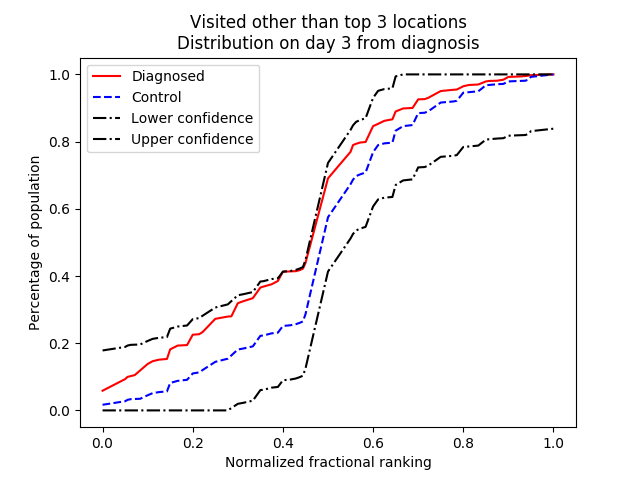 Visited other than top 3 locations
Distribution on day 3 from diagnosis
Diagnosed
Control
Lower confidence
Upper confidence
Percentage of population
1.0
0.8
0.6
0.4
0.2
0.0
0.0 0.2 0.4 0.6 0.8 1.0
Normalized fractional ranking